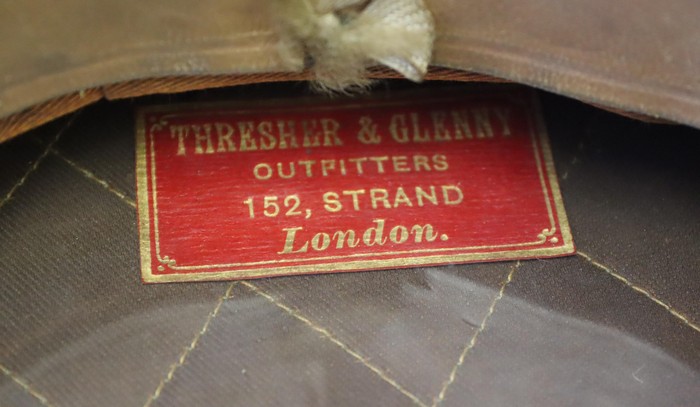 THRESHER & GLENNY
OUTFITTERS
152, STRAND
London.